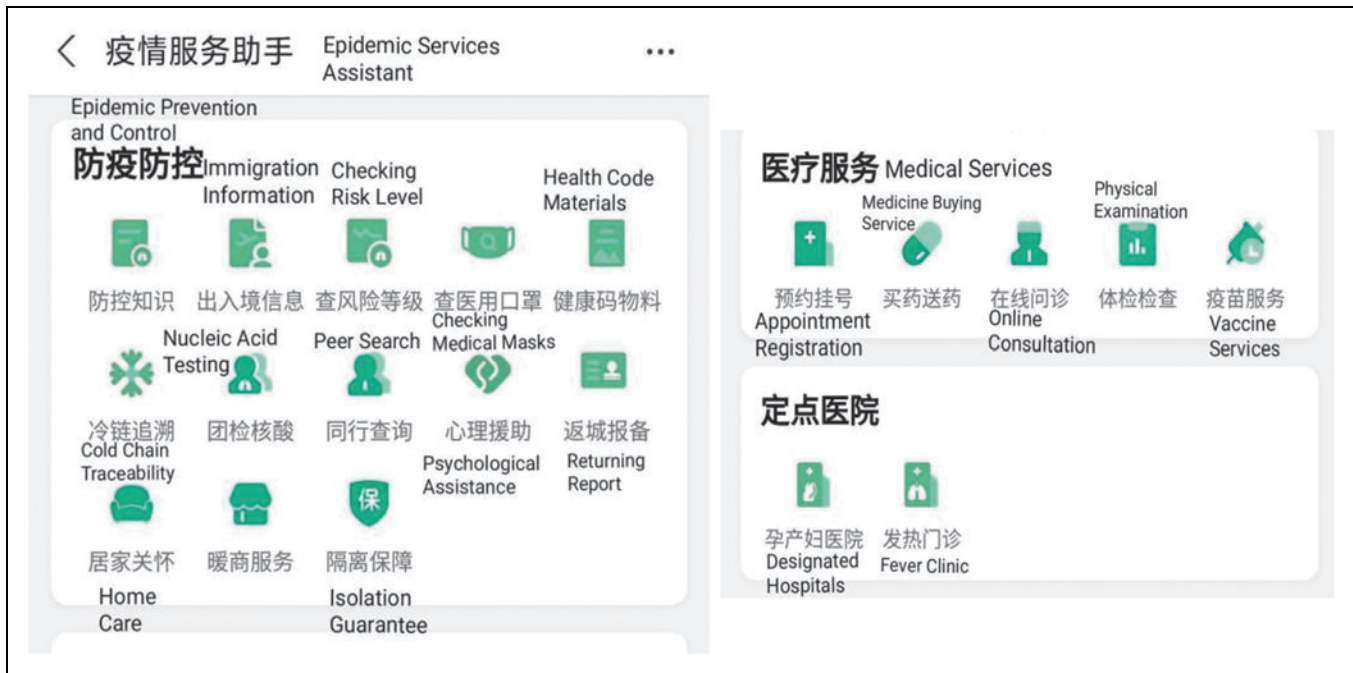 疫情服务助手
Epidemic Services
Assistant
Epidemic Prevention
and Control
防疫防控
Immigration
Information
Checking
Risk Level
Health Code
Materials
防控知识
出入境信息
查风险等级
查医用口罩
健康码物料
Nucleic Acid
Testing
Peer Search
Checking
Medical Masks
冷链追溯
团检核酸
同行查询
心理援助
返城报备
Cold Chain
Traceability
Psychological
Assistance
Returning
Report
保
居家关怀
暖商服务
隔离保障
Home
Care
Isolation
Guarantee
医疗服务
Medical Services
Medicine Buying
Service
Physical
Examination
预约挂号
买药送药
在线问诊
体检检查
疫苗服务
Appointment
Registration
Online
Consultation
Vaccine
Services
定点医院
孕产妇医院
发热门诊
Designated
Hospitals
Fever Clinic